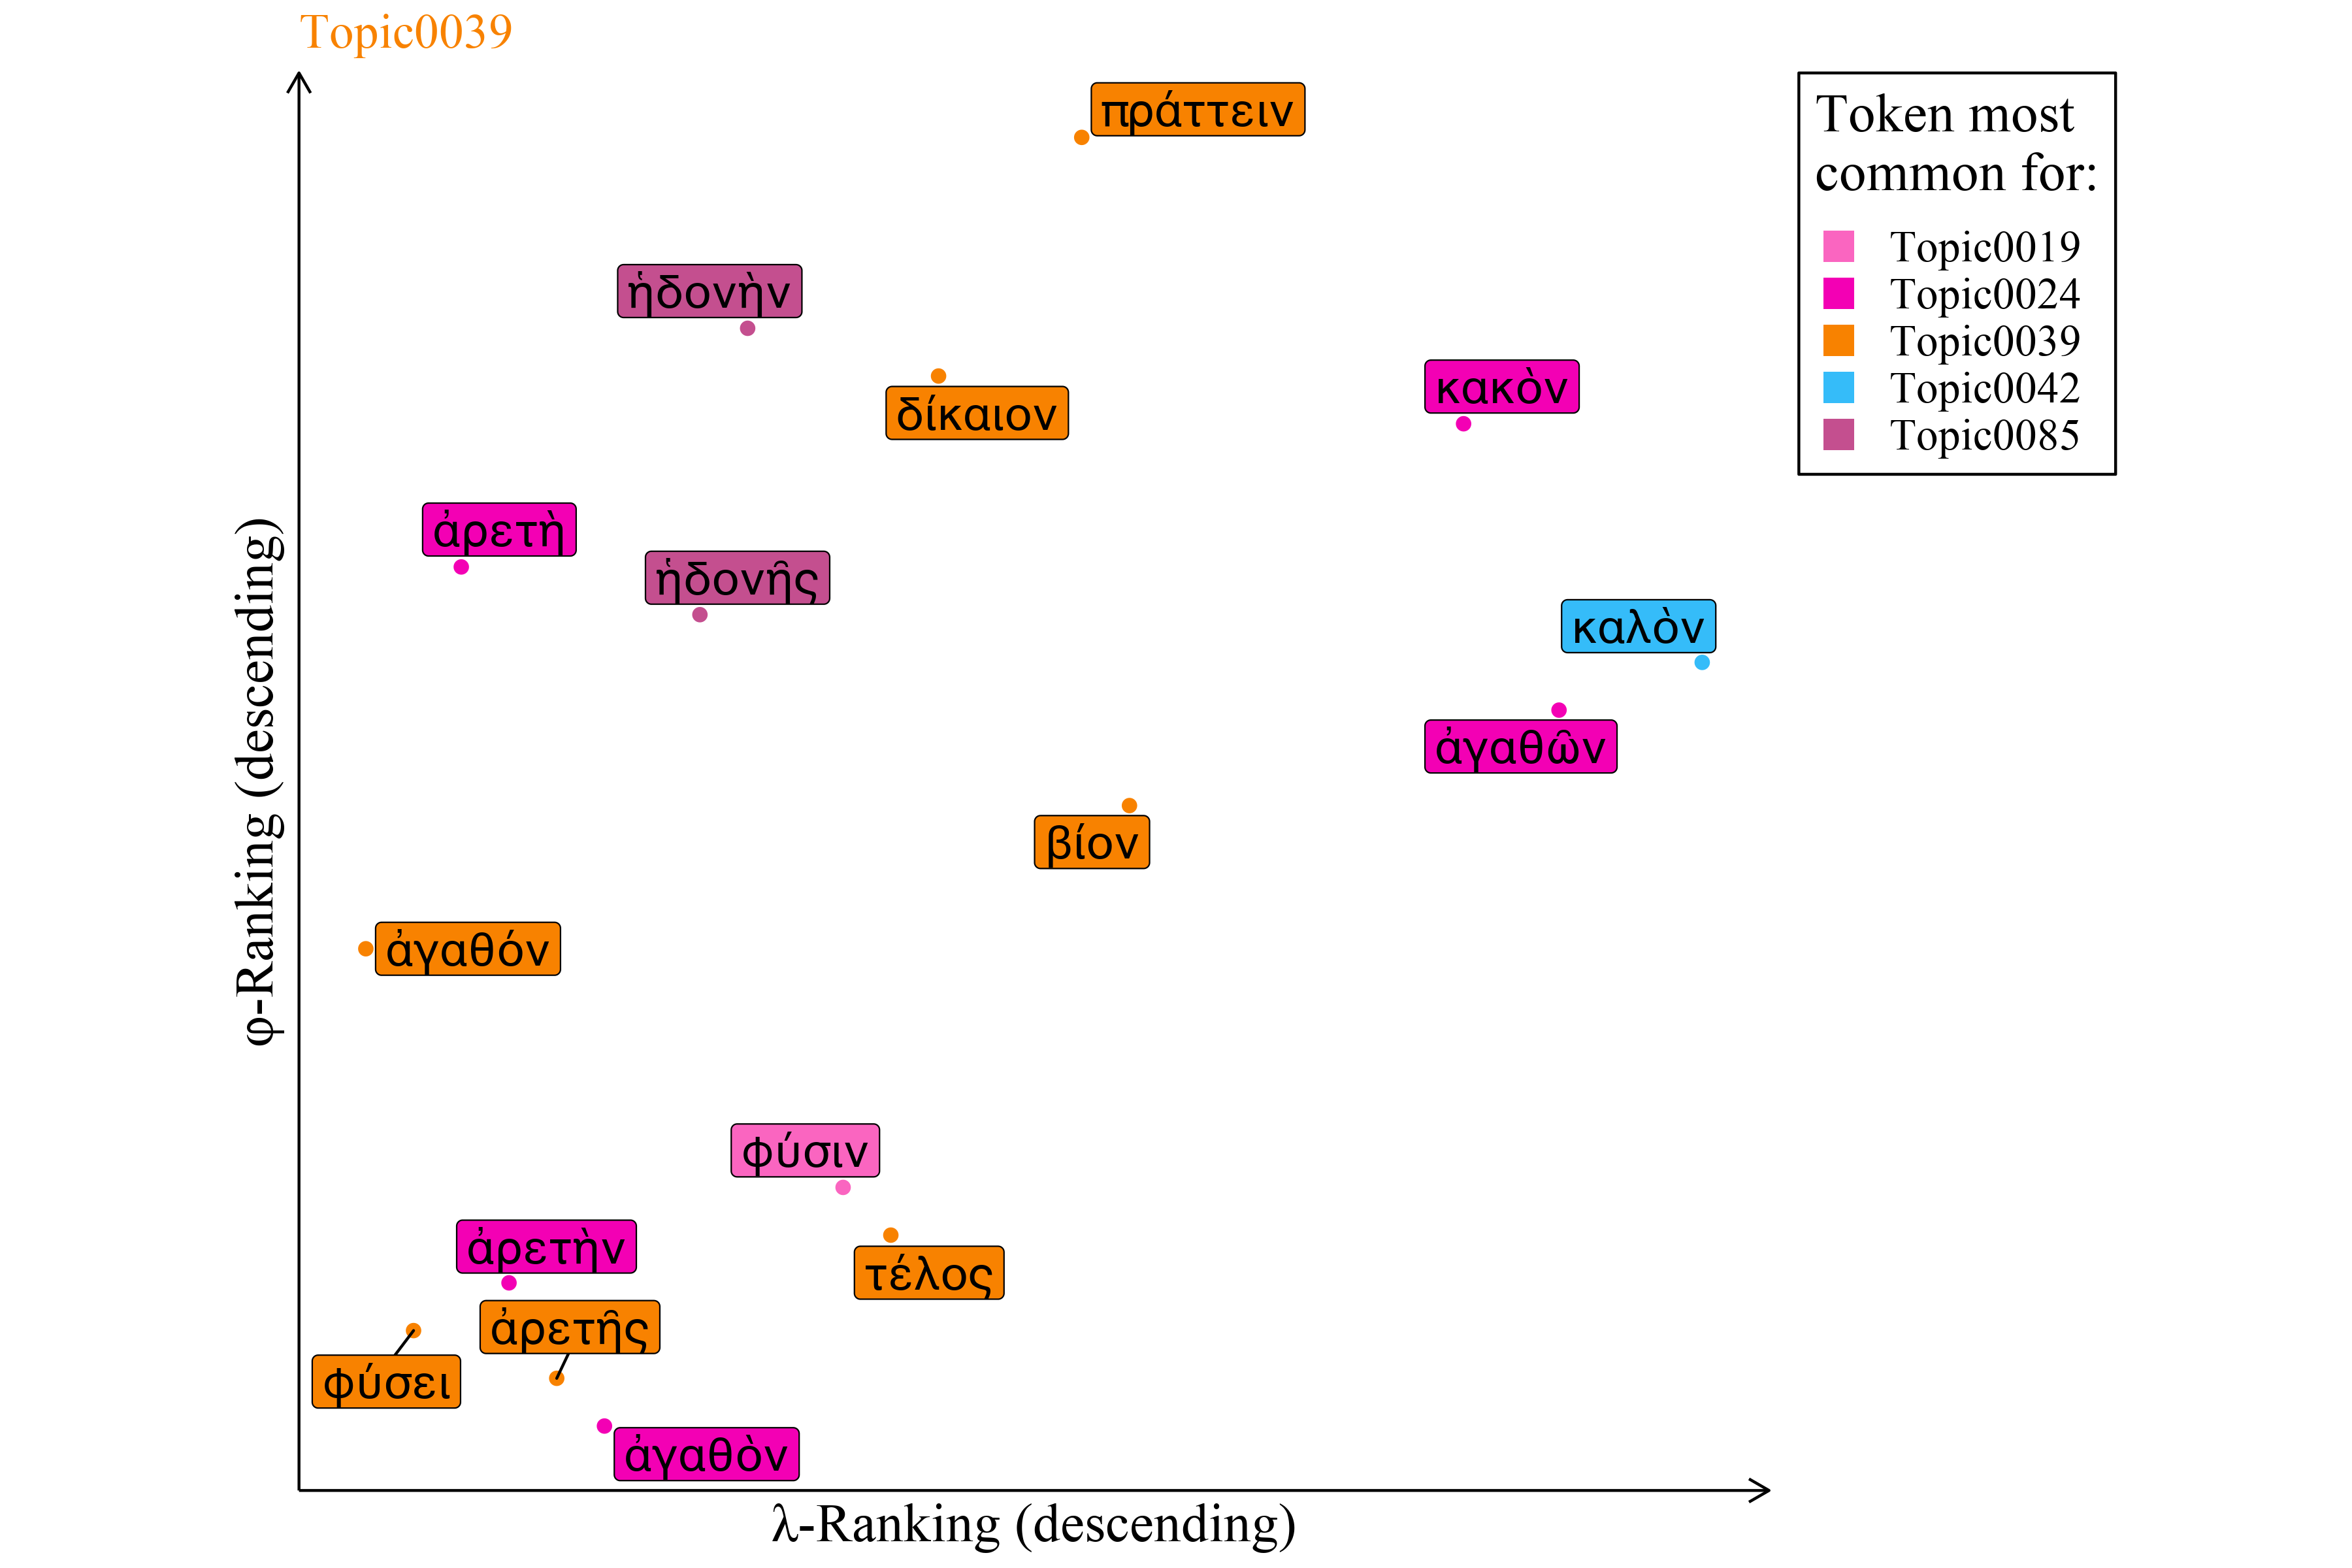 Topic0039
πράττειν
ἡδονὴν
δίκαιον
κακὸν
ἀρετὴ
ἡδονῆς
καλὸν
ἀγαθῶν
βίον
ἀγαθόν
φύσιν
ἀρετὴν
τέλος
ἀρετῆς
φύσει
ἀγαθὸν
φ-Ranking (descending)
λ-Ranking (descending)
Token most
common for:
Topic0019
Topic0024
Topic0039
Topic0042
Topic0085